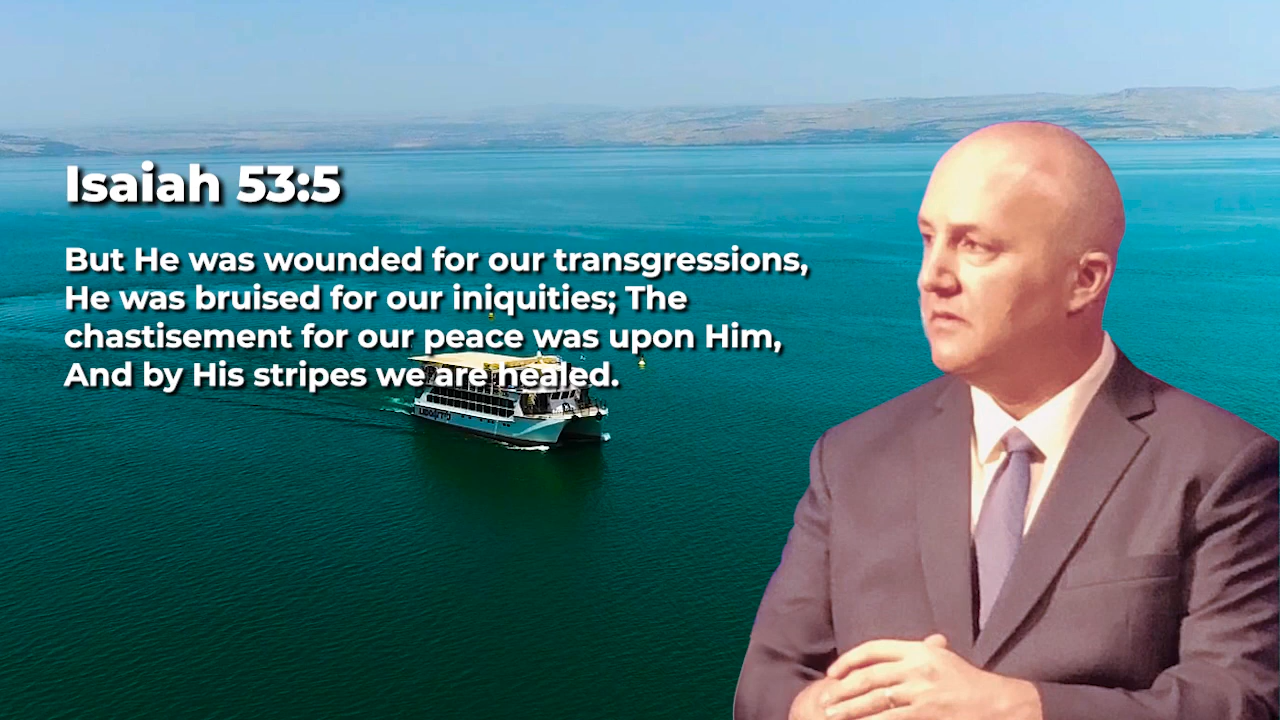 Isaiah 53:5
But He was wounded for our transgressions,
He was bruised for our iniquities; The
chastisement for our peace was upon Him,
And by His stripes we are healed.